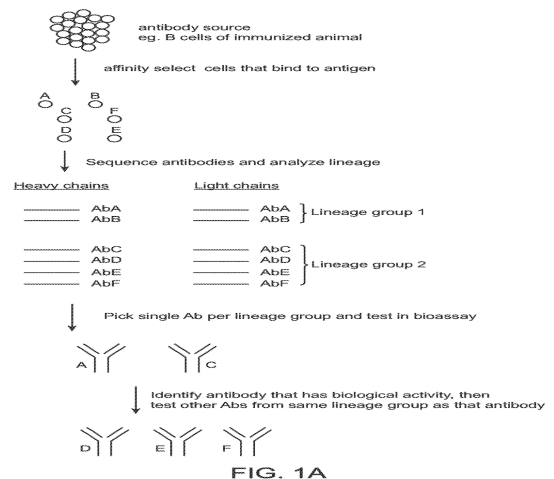 antibody source
eg. B cells of immunized animal
affinity select cells that bind to antigen
A B
C F
D E
Sequence antibodies and analyze lineage
Heavy chains Light chains
AbA AbA
AbB AbB
Lineage group 1
AbC AbC
AbD AbD
AbE AbE
AbF AbF
Lineage group 2
Pick single Ab per lineage group and test in bioassay
A C
Identify antibody that has biological activity, then
test other Abs from same lineage group as that antibody
D E F
FIG. 1A